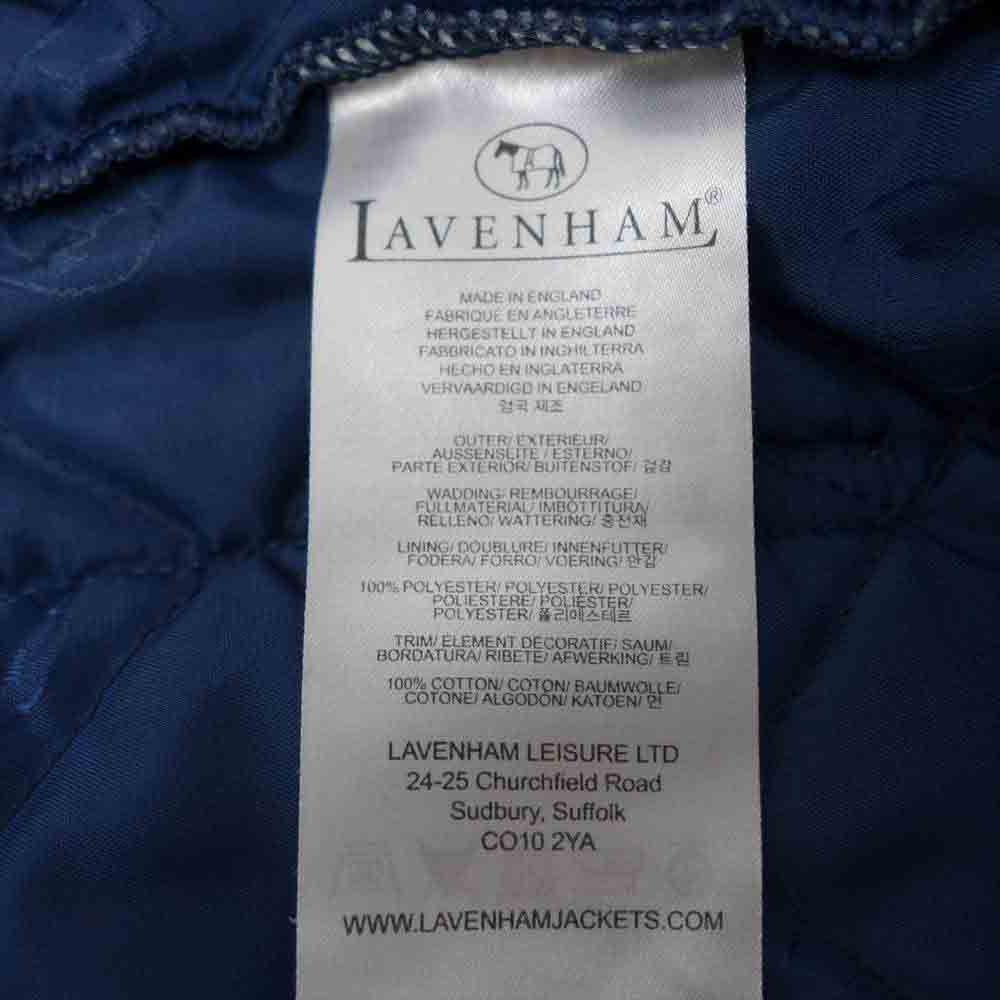 LAVENHAM®
MADE IN ENGLAND
FABRIQUE EN ANGLETERRE
HERGESTELLT IN ENGLAND
FABBRICATO IN INGHILTERRA
HECHO EN INGLATERRA
VERVAARDIGD IN ENGELAND
영국 제조
OUTER/ EXTERIEUR/
AUSSENSLITE / ESTERNO/
PARTE EXTERIOR/ BUITENSTOF/ 겉감
WADDING/ REMBOURRAGE/
FULLMATERIAL/ IMBOTTITURA/
RELLENO/ WATTERING/ 충전재
LINING/ DOUBLURE/ INNENFUTTER/
FODERA/ FORRO/ VOERING/ 안감
100% POLYESTER/ POLYESTER/ POLYESTER/
POLIESTERE/ POLIESTER/
POLYESTER/ 폴리에스테르
TRIM/ ÉLEMENT DECORATIF/ SAUM/
BORDATURA/ RIBETE/ AFWERKING/ 트림
100% COTTON/ COTON/ BAUMWOLLE/
COTONE/ ALGODON/ KATOEN/ 면
LAVENHAM LEISURE LTD
24-25 Churchfield Road
Sudbury, Suffolk
CO10 2YA
WWW.LAVENHAMJACKETS.COM